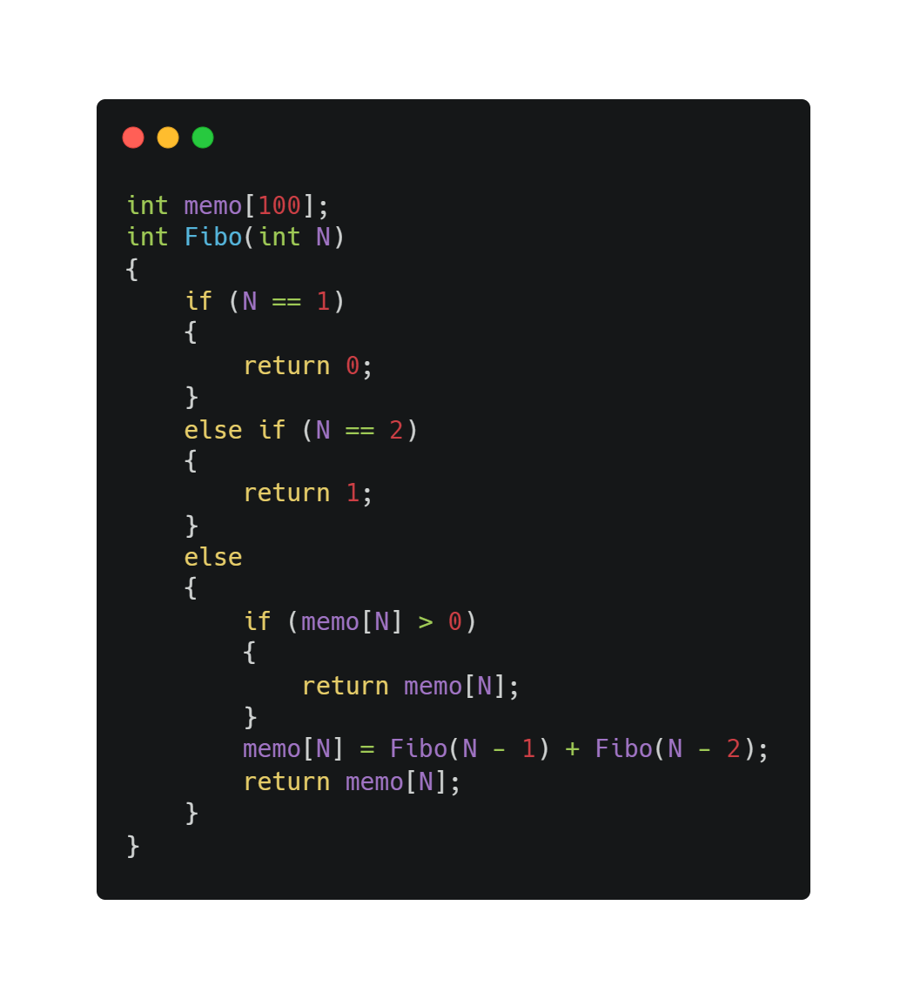 int memo[100];
int Fibo(int N)
{
    if (N == 1)
    {
        return 0;
    }
    else if (N == 2)
    {
        return 1;
    }
    else
    {
        if (memo[N] > 0)
        {
            return memo[N];
        }
        memo[N] = Fibo(N - 1) + Fibo(N - 2);
        return memo[N];
    }
}